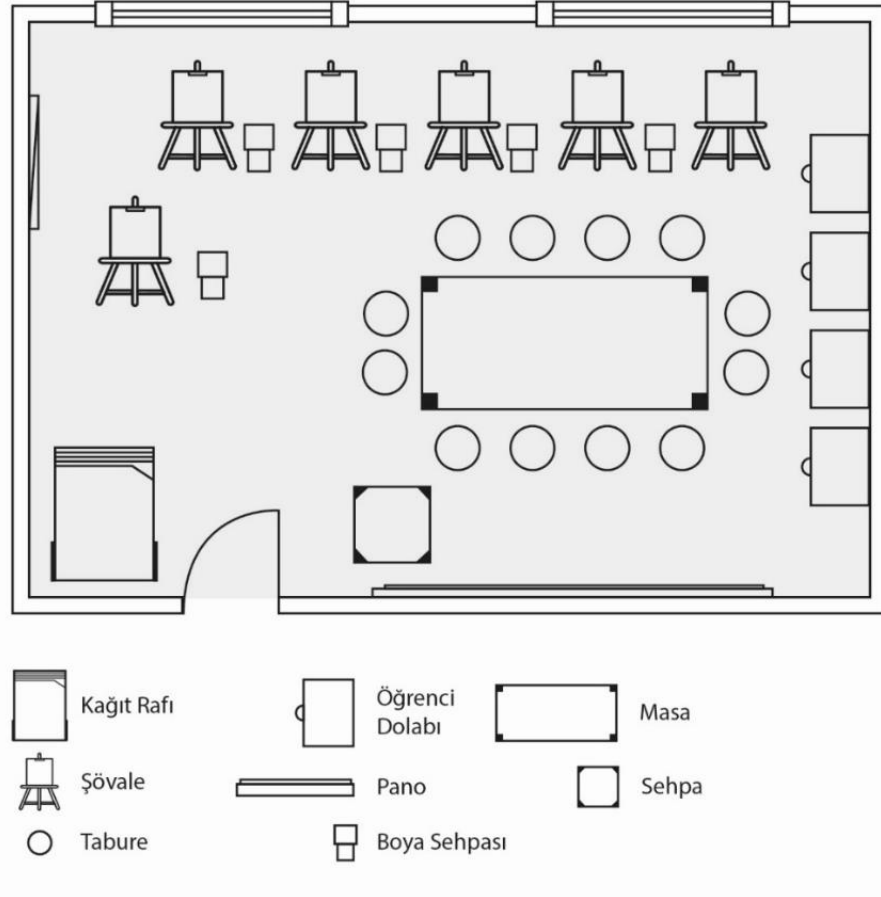 Kağıt Rafı
Öğrenci
Dolabı
Masa
Şövale
Pano
Sehpa
Tabure
Boya Sehpası